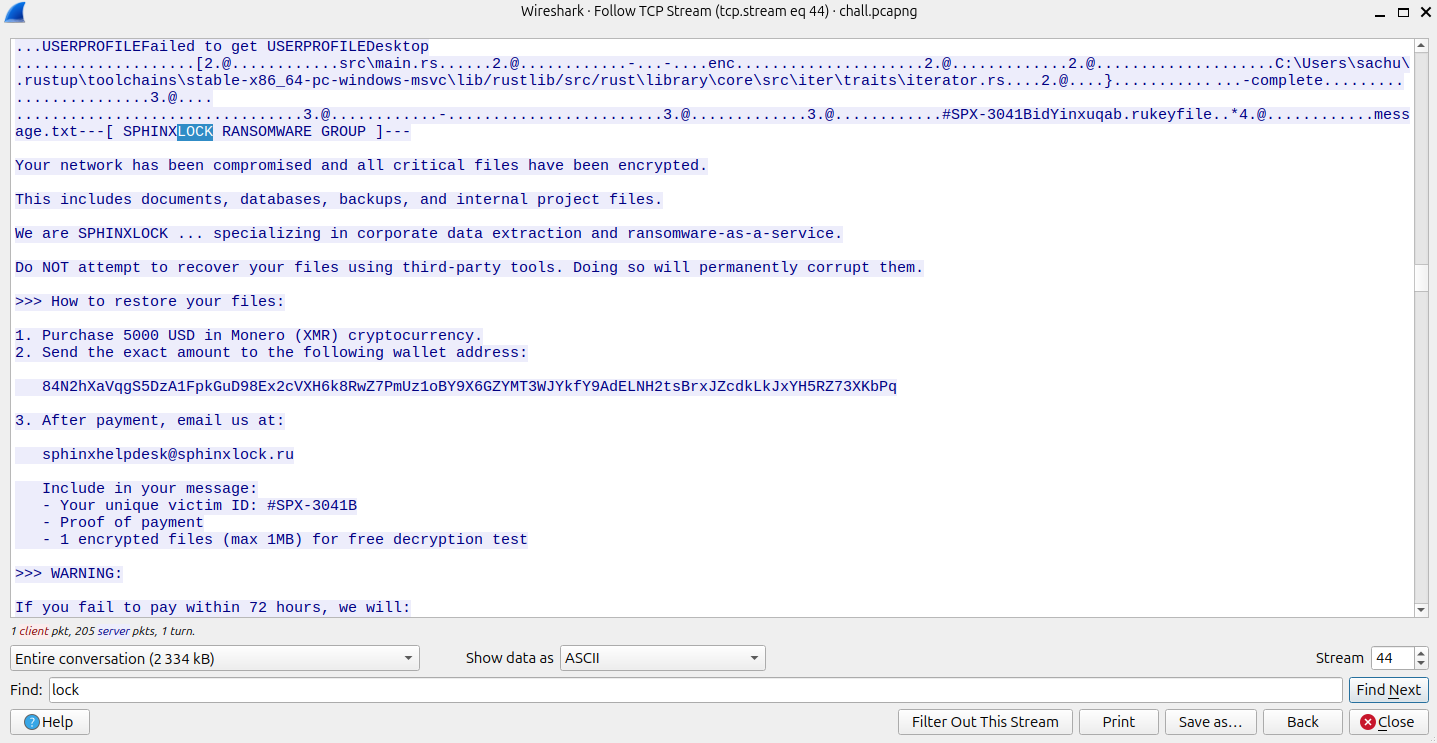 Wireshark · Follow TCP Stream (tcp.stream eq 44) · chall.pcapng
...USERPROFILEFailed to get USERPROFILEDesktop
....................[2.@............src\main.rs......2.@............-...-....enc.....................2.@.............2.@....................C:\Users\sachu\
.rustup\toolchains\stable-x86_64-pc-windows-msvc\lib/rustlib/src/rust\library\core\src\iter\traits\iterator.rs....2.@....}..............-complete.........
...............3.@....
................................3.@............-........................3.@.............3.@............#SPX-3041BidYinxuqab.rukeyfile..*4.@............mess
age.txt---[ SPHINXLOCK RANSOMWARE GROUP ]---
Your network has been compromised and all critical files have been encrypted.
This includes documents, databases, backups, and internal project files.
We are SPHINXLOCK ... specializing in corporate data extraction and ransomware-as-a-service.
Do NOT attempt to recover your files using third-party tools. Doing so will permanently corrupt them.
>>> How to restore your files:
1. Purchase 5000 USD in Monero (XMR) cryptocurrency.
2. Send the exact amount to the following wallet address:
84N2hXaVqgS5DzA1FpkGuD98Ex2cVXH6k8RwZ7PmUz1oBY9X6GZYMT3WJYkfY9AdELNH2tsBrxJZcdkLkJxYH5RZ73XKbPq
3. After payment, email us at:
sphinxhelpdesk@sphinxlock.ru
Include in your message:
- Your unique victim ID: #SPX-3041B
- Proof of payment
- 1 encrypted files (max 1MB) for free decryption test
>>> WARNING:
If you fail to pay within 72 hours, we will:
1 client pkt, 205 server pkts, 1 turn.
Entire conversation (2 334 kB) Show data as ASCII Stream 44
Find: lock Find Next
Help Filter Out This Stream Print Save as… Back Close